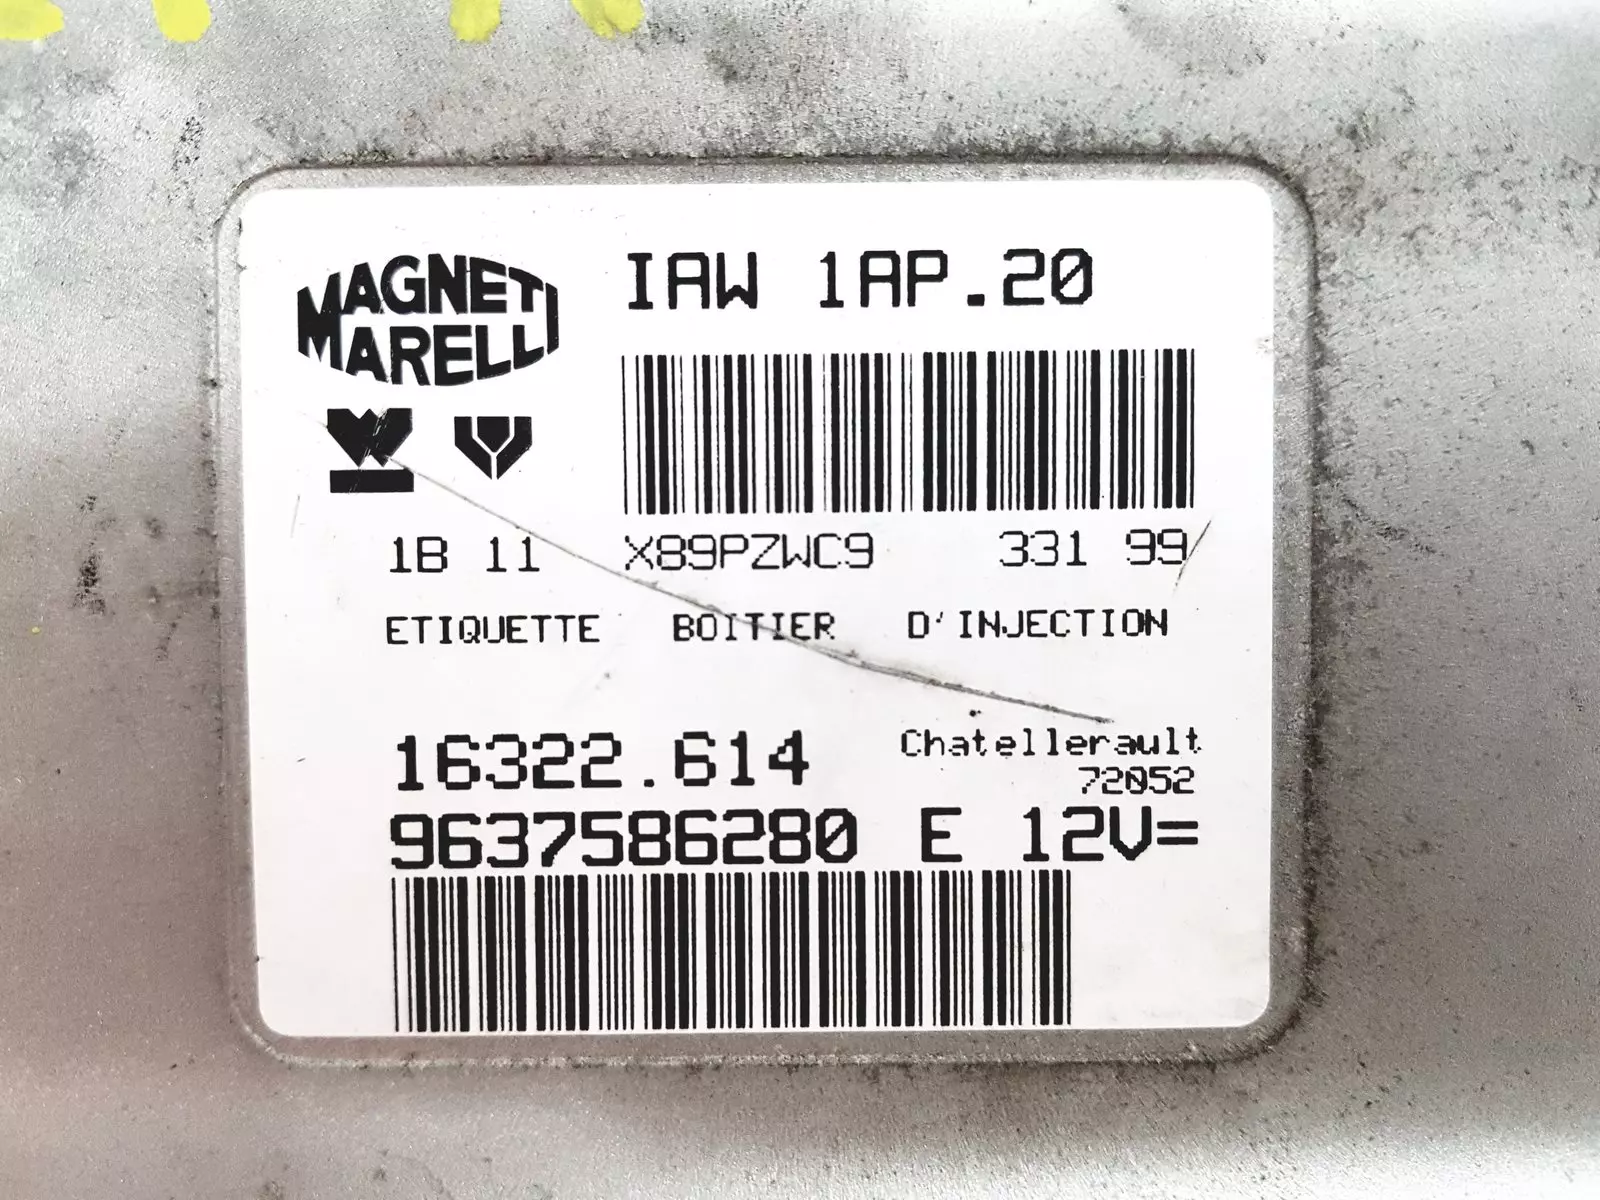 MAGNETI
MARELLI
IAW 1AP.20
1B 11 X89PZWC9 331 99
ETIQUETTE BOITIER D'INJECTION
16322.614
Chatellerault
72052
9637586280 E 12V=